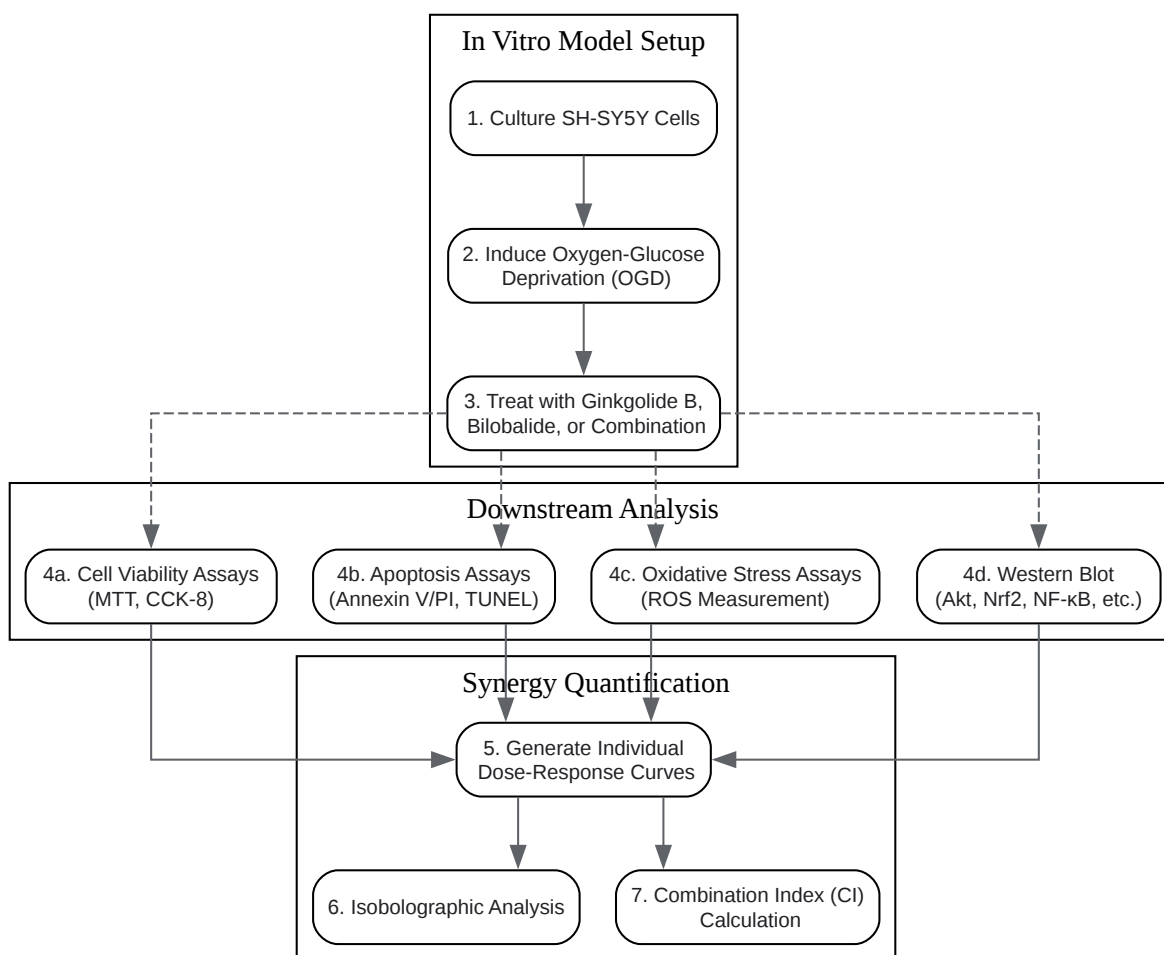 In Vitro Model Setup
1. Culture SH-SY5Y Cells
2. Induce Oxygen-Glucose
Deprivation (OGD)
3. Treat with Ginkgolide B,
Bilobalide, or Combination
Downstream Analysis
4a. Cell Viability Assays
(MTT, CCK-8)
4b. Apoptosis Assays
(Annexin V/PI, TUNEL)
4c. Oxidative Stress Assays
(ROS Measurement)
4d. Western Blot
(Akt, Nrf2, NF-κB, etc.)
Synergy Quantification
5. Generate Individual
Dose-Response Curves
6. Isobolographic Analysis
7. Combination Index (CI)
Calculation